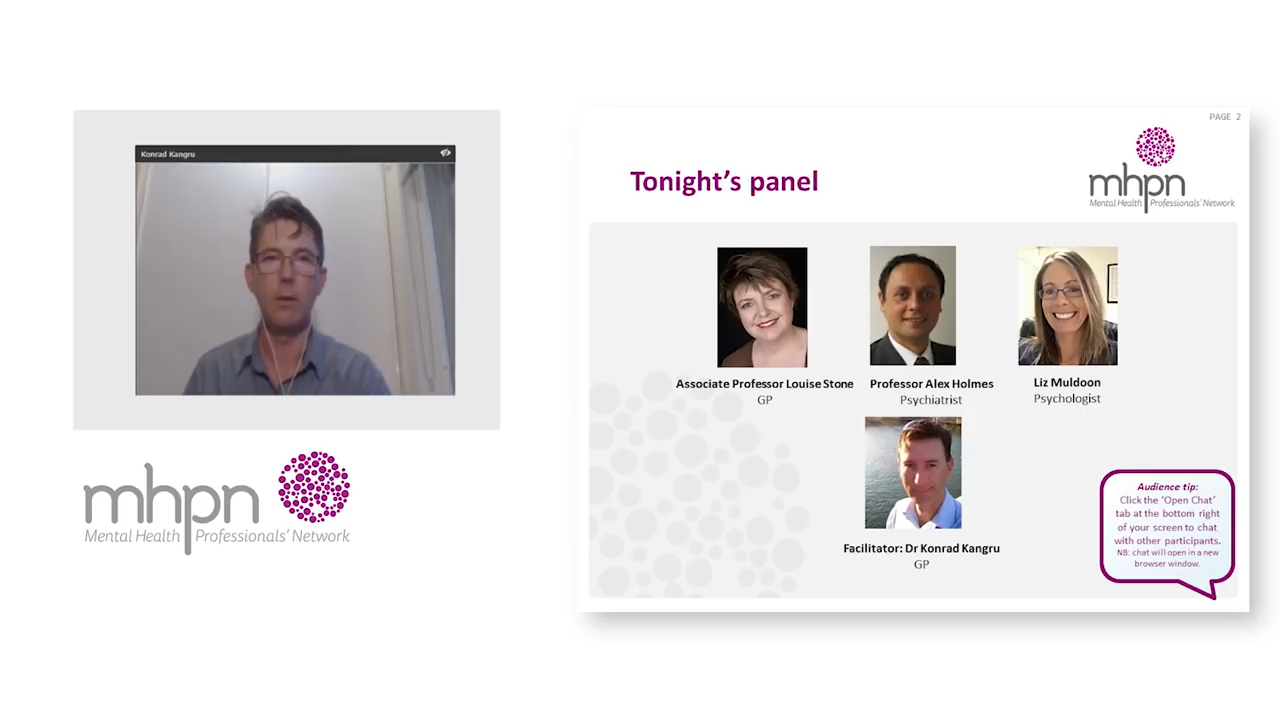 Konrad Kangru
mhpn
Mental Health Professionals' Network
PAGE 2
Tonight's panel
mhpn
Mental Health Professionals' Network
Associate Professor Louise Stone
GP
Professor Alex Holmes
Psychiatrist
Liz Muldoon
Psychologist
Facilitator: Dr Konrad Kangru
GP
Audience tip:
Click the 'Open Chat'
tab at the bottom right
of your screen to chat
with other participants.
NB: chat will open in a new
browser window.